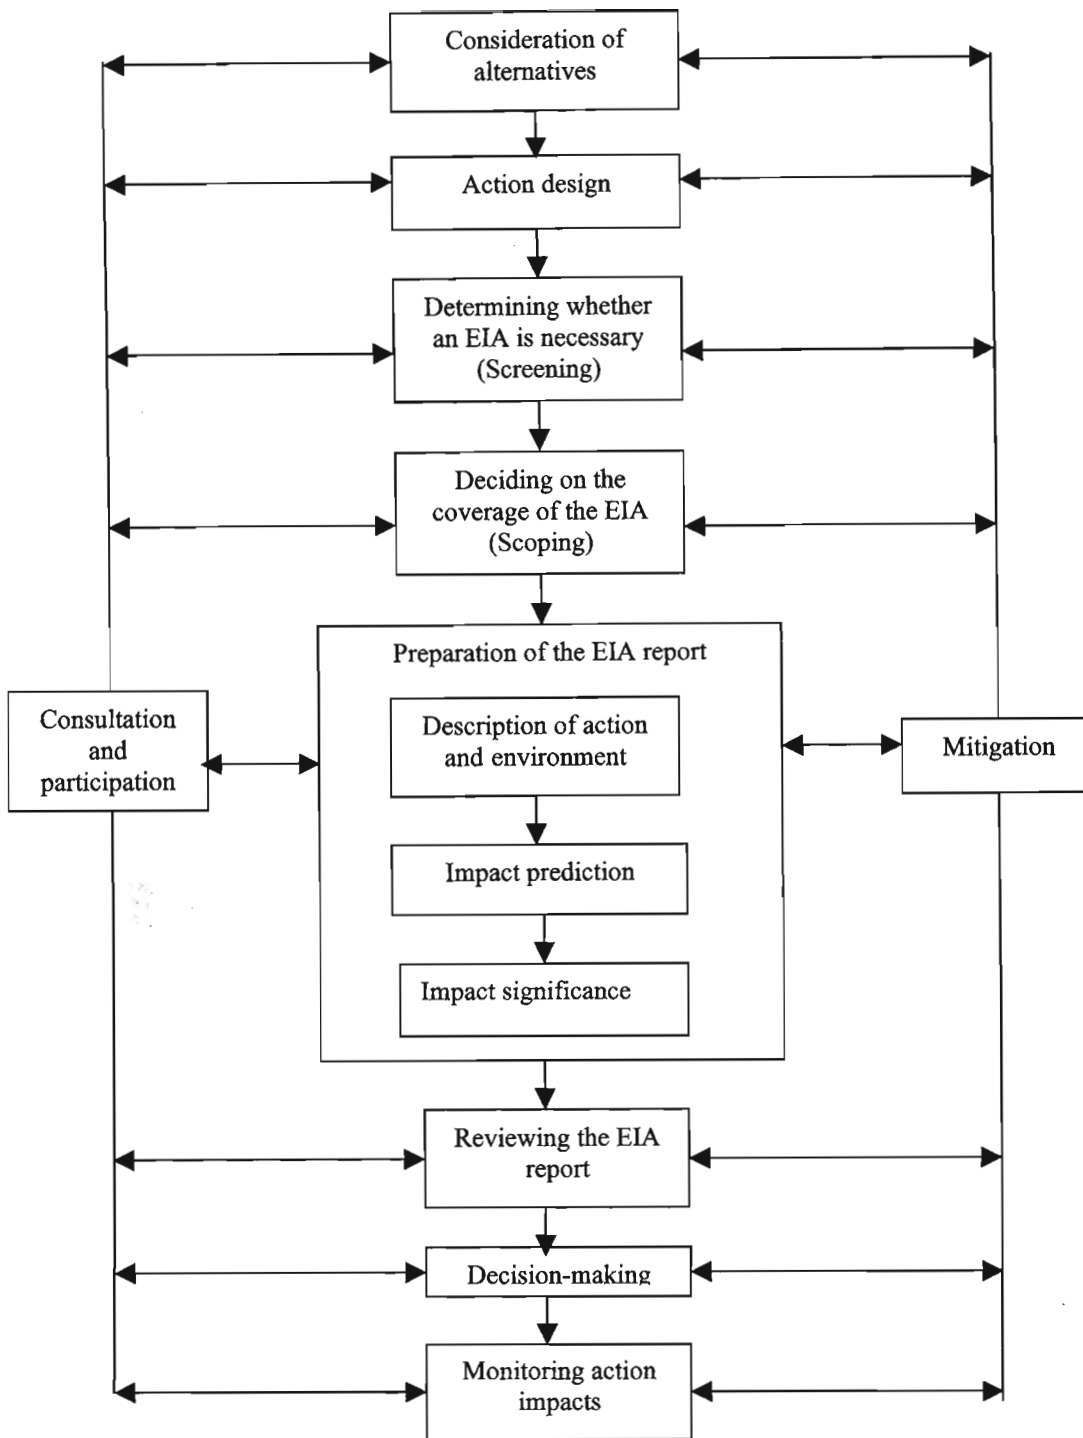 Consideration of
alternatives
Action design
Determining whether
an EIA is necessary
(Screening)
Deciding on the
coverage of the EIA
(Scoping)
Preparation of the EIA report
Consultation
and
participation
Description of action
and environment
Mitigation
Impact prediction
Impact significance
Reviewing the EIA
report
Decision-making
Monitoring action
impacts